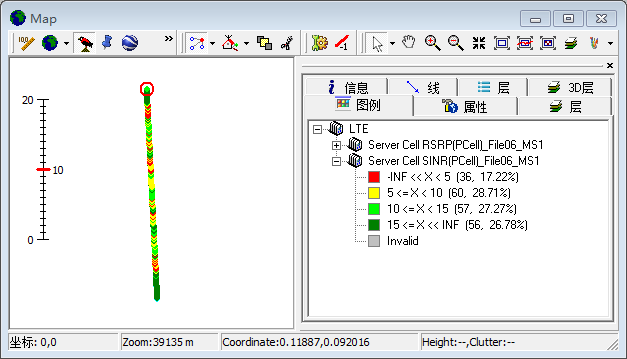 Map
10,0
»
-1
20
10
0
信息
线
层
3D层
图例
属性
层
LTE
Server Cell RSRP(PCell)_File06_MS1
Server Cell SINR(PCell)_File06_MS1
-INF << X < 5 (36, 17.22%)
5 <= X < 10 (60, 28.71%)
10 <= X < 15 (57, 27.27%)
15 <= X << INF (56, 26.78%)
Invalid
坐标: 0,0
Zoom:39135 m
Coordinate:0.11887,0.092016
Height:--,Clutter:--